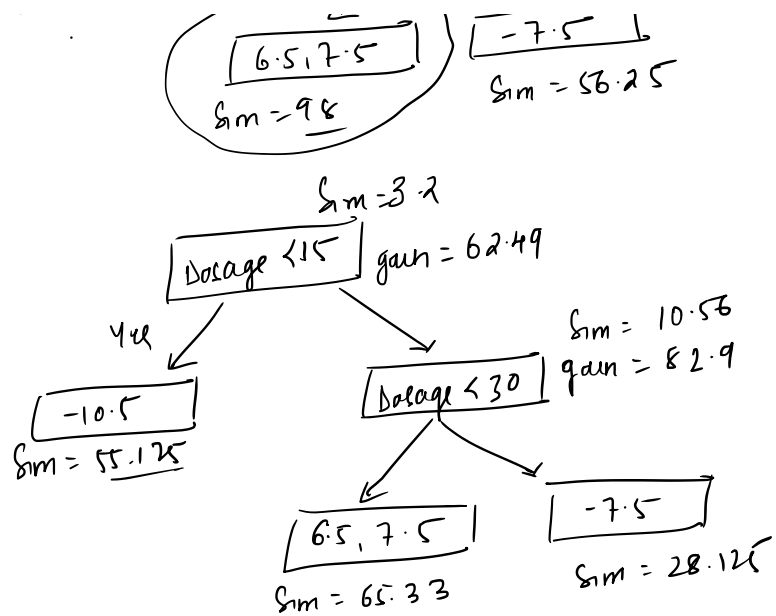 6.5, 7.5
Sim = 98
-7.5
Sim = 56.25
Sim = 3.2
Dosage < 15
gain = 62.49
Yes
-10.5
Sim = 55.125
Dosage < 30
Sim = 10.56
gain = 82.9
6.5, 7.5
Sim = 65.33
-7.5
Sim = 28.125